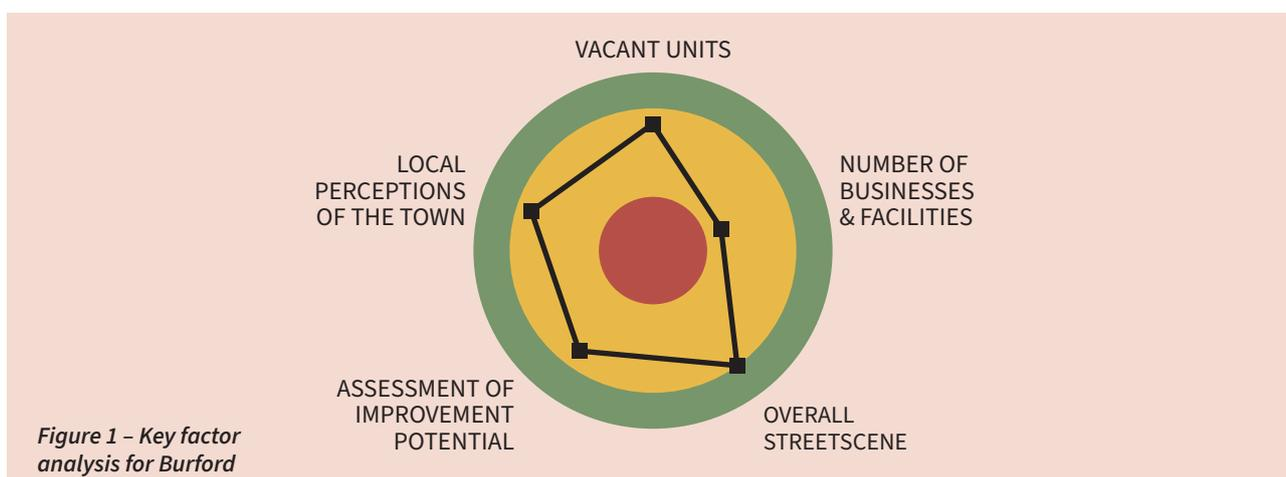 VACANT UNITS
LOCAL
PERCEPTIONS
OF THE TOWN
NUMBER OF
BUSINESSES
& FACILITIES
ASSESSMENT OF
IMPROVEMENT
POTENTIAL
OVERALL
STREETSCENE
Figure 1 – Key factor
analysis for Burford